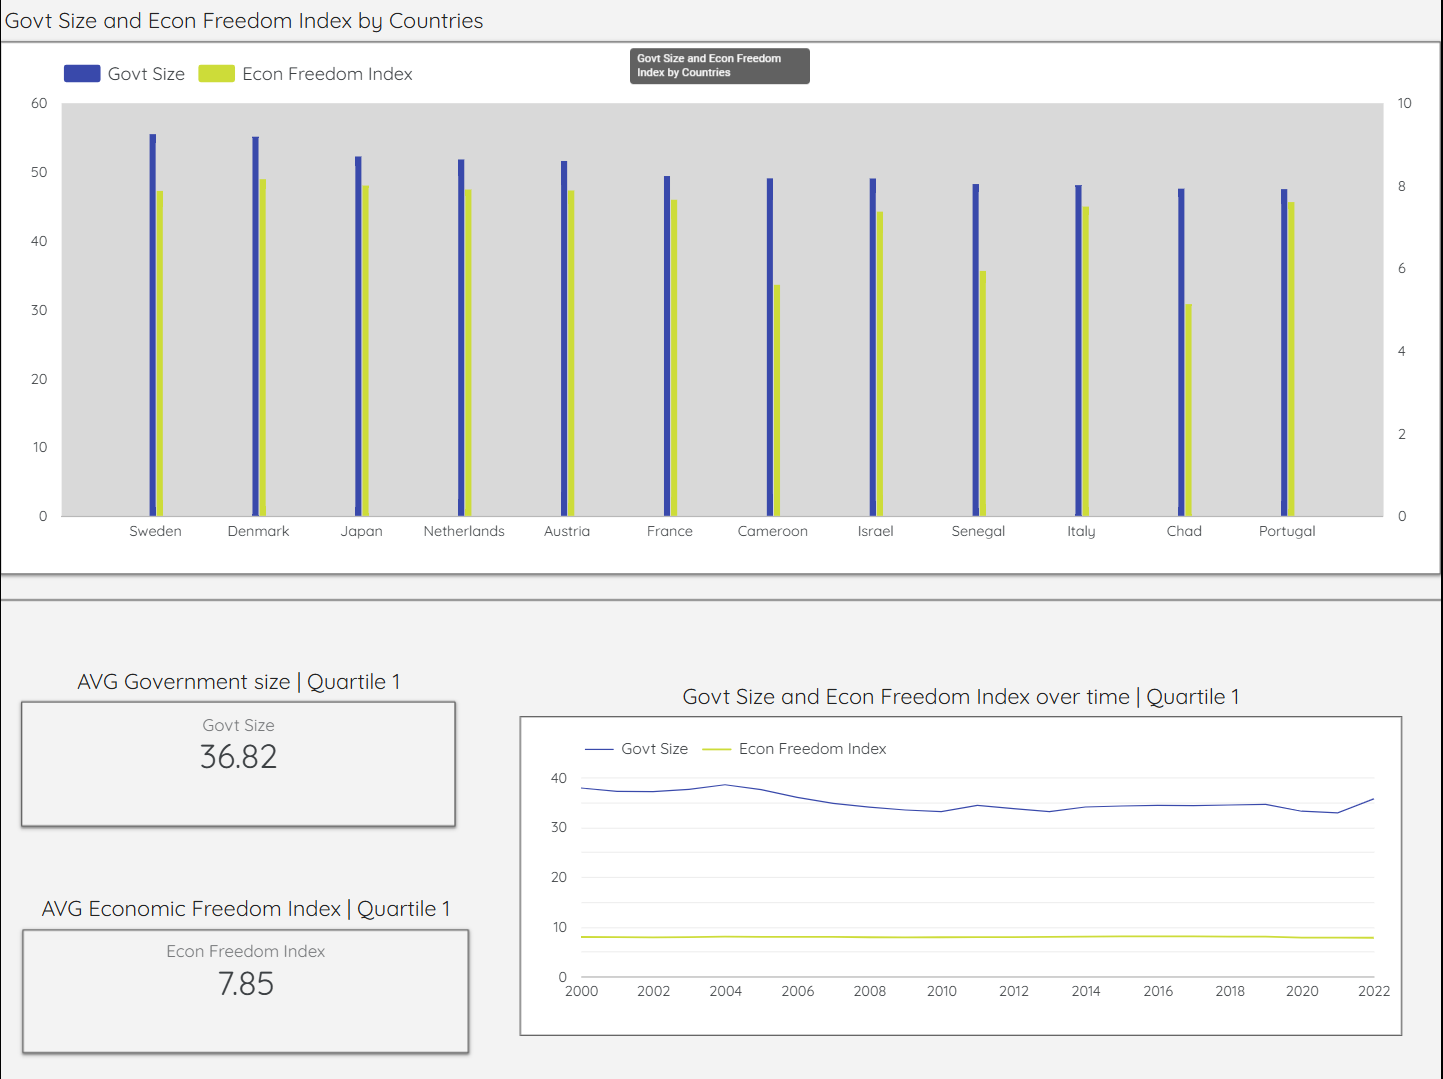 Govt Size and Econ Freedom Index by Countries
Govt Size Econ Freedom Index
Govt Size and Econ Freedom
Index by Countries
60
50
40
30
20
10
0
10
8
6
4
2
0
Sweden Denmark Japan Netherlands Austria France Cameroon Israel Senegal Italy Chad Portugal
AVG Government size | Quartile 1
Govt Size
36.82
AVG Economic Freedom Index | Quartile 1
Econ Freedom Index
7.85
Govt Size and Econ Freedom Index over time | Quartile 1
Govt Size Econ Freedom Index
40
30
20
10
0
2000 2002 2004 2006 2008 2010 2012 2014 2016 2018 2020 2022